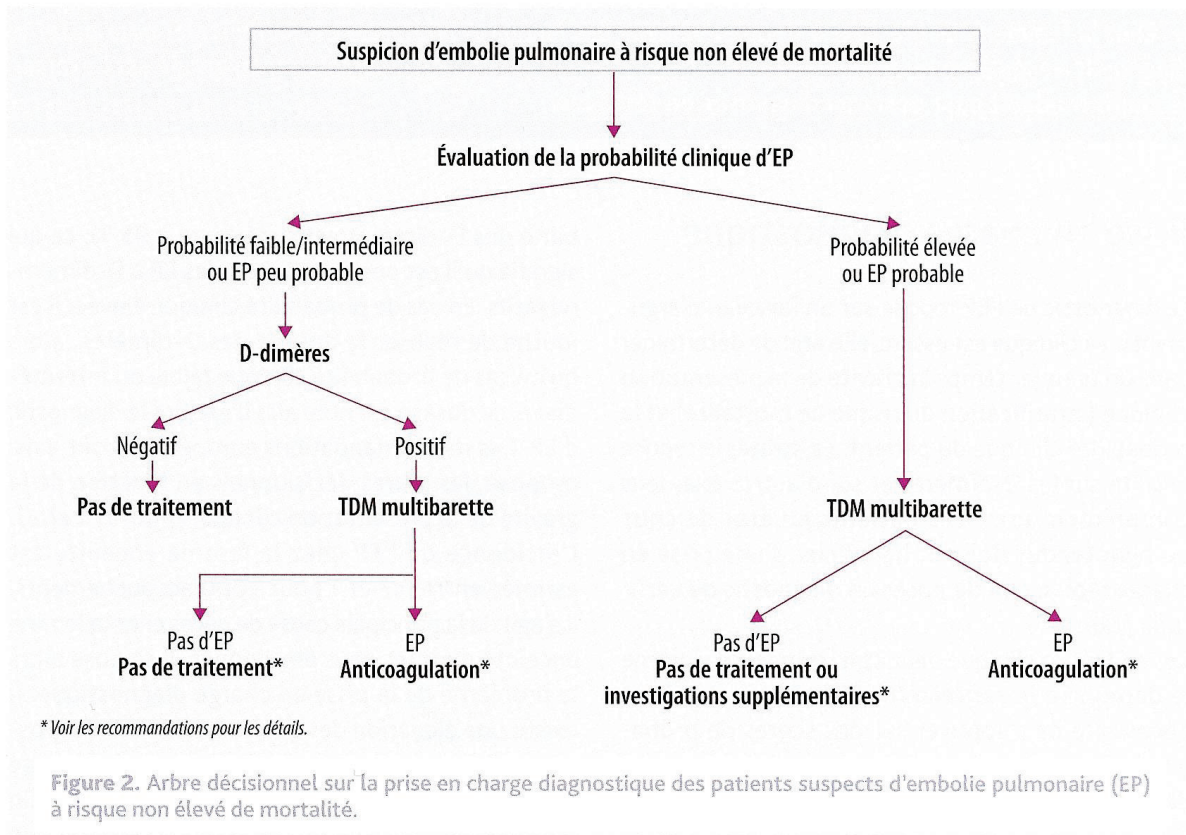 Suspicion d'embolie pulmonaire à risque non élevé de mortalité
Évaluation de la probabilité clinique d'EP
Probabilité faible/intermédiaire
ou EP peu probable
Probabilité élevée
ou EP probable
D-dimères
Négatif
Positif
Pas de traitement
TDM multibarette
TDM multibarette
Pas d'EP
Pas de traitement*
EP
Anticoagulation*
Pas d'EP
Pas de traitement ou
investigations supplémentaires*
EP
Anticoagulation*
* Voir les recommandations pour les détails.
Figure 2. Arbre décisionnel sur la prise en charge diagnostique des patients suspects d'embolie pulmonaire (EP)
à risque non élevé de mortalité.